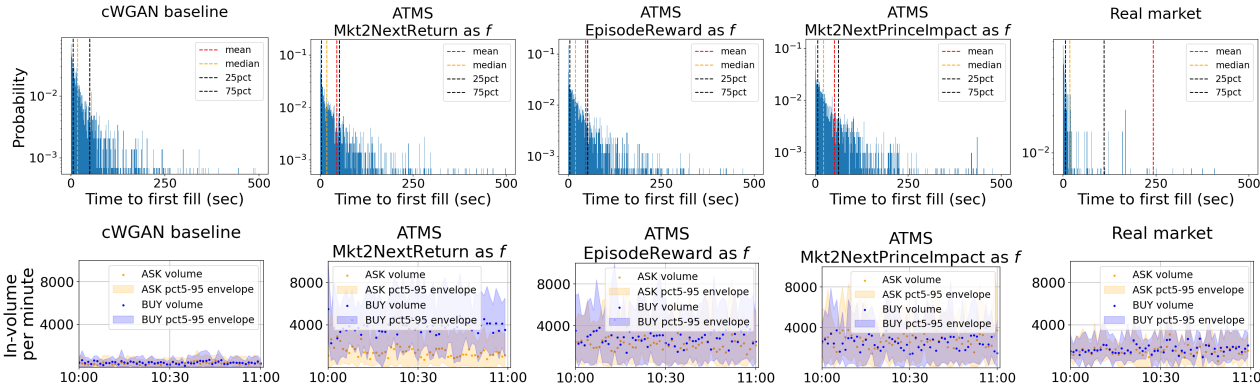 cWGAN baseline
Probability
10⁻²
10⁻³
mean
median
25pct
75pct
0
250
500
Time to first fill (sec)
ATMS
Mkt2NextReturn as f
10⁻¹
10⁻²
10⁻³
mean
median
25pct
75pct
0
250
500
Time to first fill (sec)
ATMS
EpisodeReward as f
10⁻¹
10⁻²
10⁻³
mean
median
25pct
75pct
0
250
500
Time to first fill (sec)
ATMS
Mkt2NextPrinceImpact as f
10⁻¹
10⁻²
10⁻³
mean
median
25pct
75pct
0
250
500
Time to first fill (sec)
Real market
10⁻²
mean
median
25pct
75pct
0
250
500
Time to first fill (sec)
cWGAN baseline
In-volume
per minute
8000
4000
ASK volume
ASK pct5-95 envelope
BUY volume
BUY pct5-95 envelope
10:00
10:30
11:00
ATMS
Mkt2NextReturn as f
8000
4000
ASK volume
ASK pct5-95 envelope
BUY volume
BUY pct5-95 envelope
10:00
10:30
11:00
ATMS
EpisodeReward as f
8000
4000
ASK volume
ASK pct5-95 envelope
BUY volume
BUY pct5-95 envelope
10:00
10:30
11:00
ATMS
Mkt2NextPrinceImpact as f
8000
4000
ASK volume
ASK pct5-95 envelope
BUY volume
BUY pct5-95 envelope
10:00
10:30
11:00
Real market
8000
4000
ASK volume
ASK pct5-95 envelope
BUY volume
BUY pct5-95 envelope
10:00
10:30
11:0